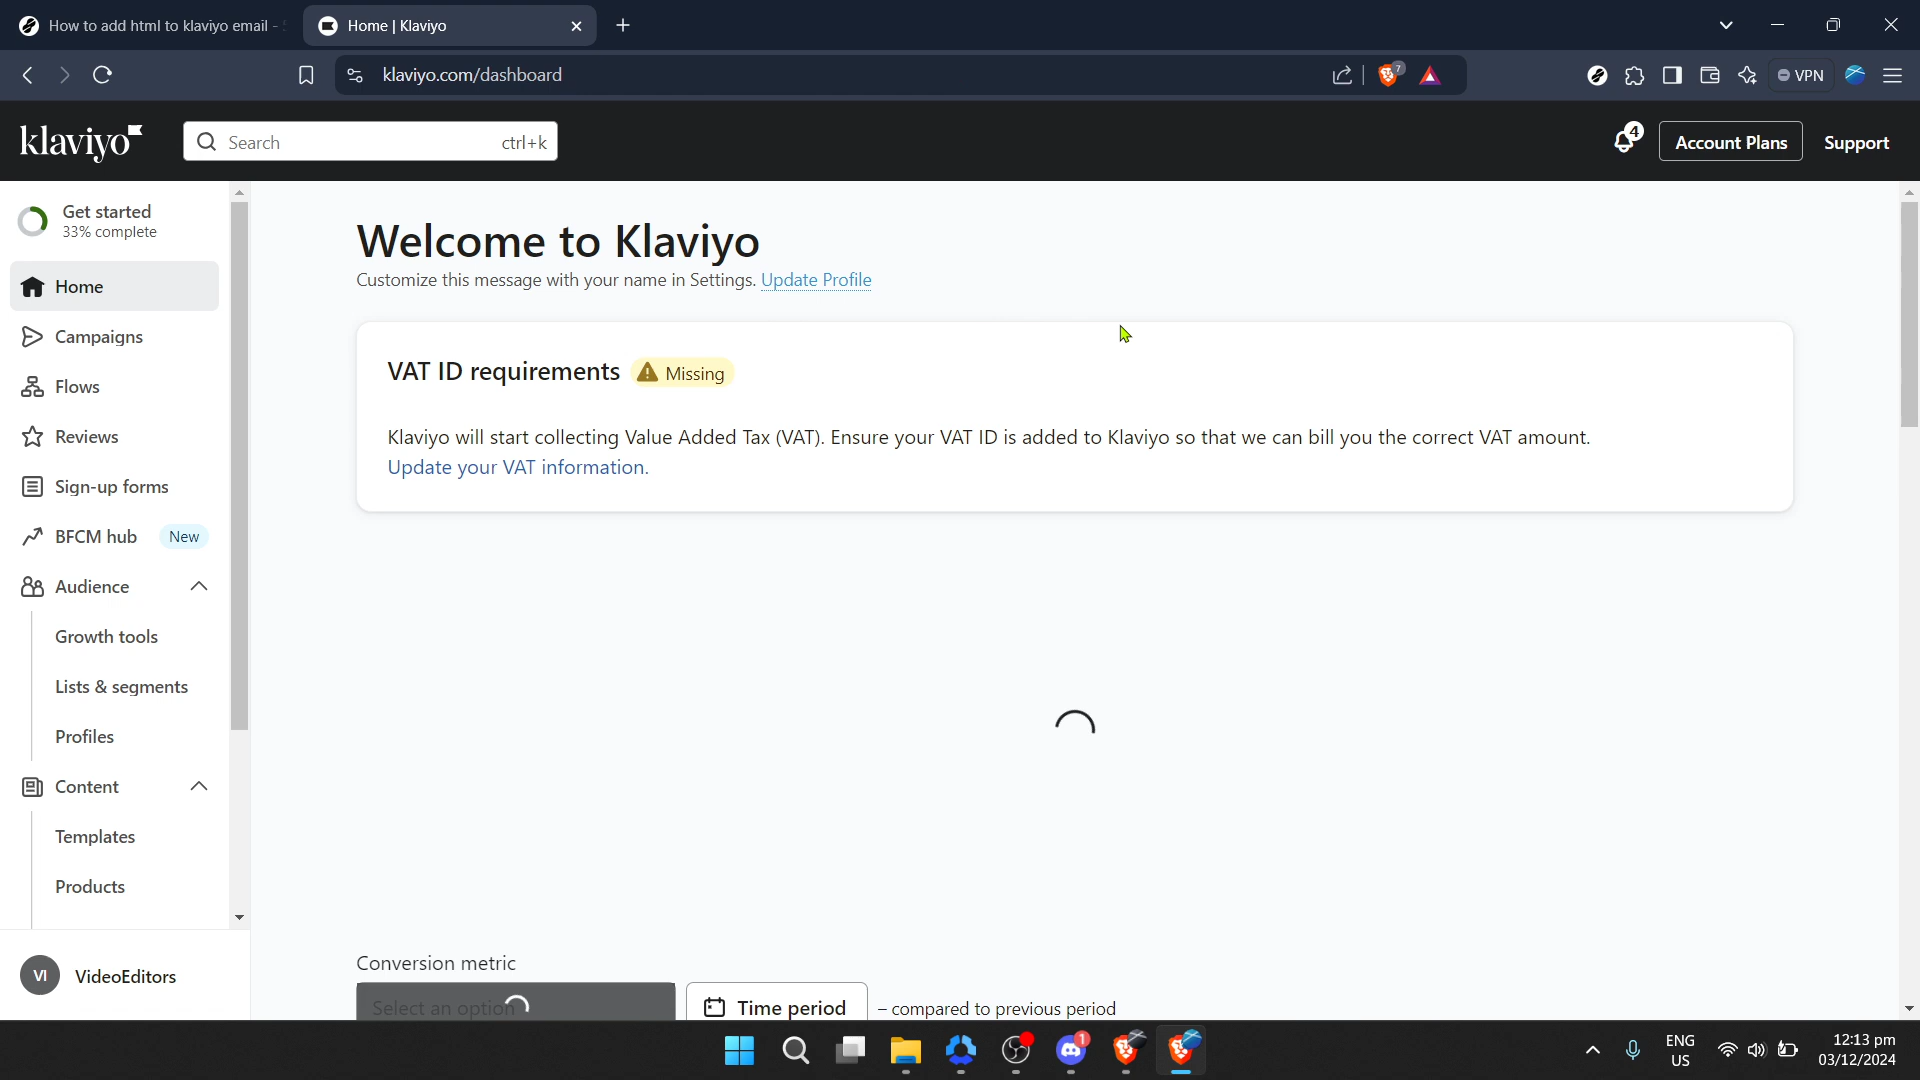 How to add html to klaviyo email -
Home | Klaviyo
klaviyo.com/dashboard
7
VPN
klaviyo
Search
ctrl+k
4
Account Plans
Support
Get started
33% complete
Home
Campaigns
Flows
Reviews
Sign-up forms
BFCM hub
New
Audience
Growth tools
Lists & segments
Profiles
Content
Templates
Products
VI
VideoEditors
Welcome to Klaviyo
Customize this message with your name in Settings. Update Profile
VAT ID requirements
Missing
Klaviyo will start collecting Value Added Tax (VAT). Ensure your VAT ID is added to Klaviyo so that we can bill you the correct VAT amount.
Update your VAT information.
Conversion metric
Select an option
Time period
– compared to previous period
1
ENG
US
12:13 pm
03/12/2024